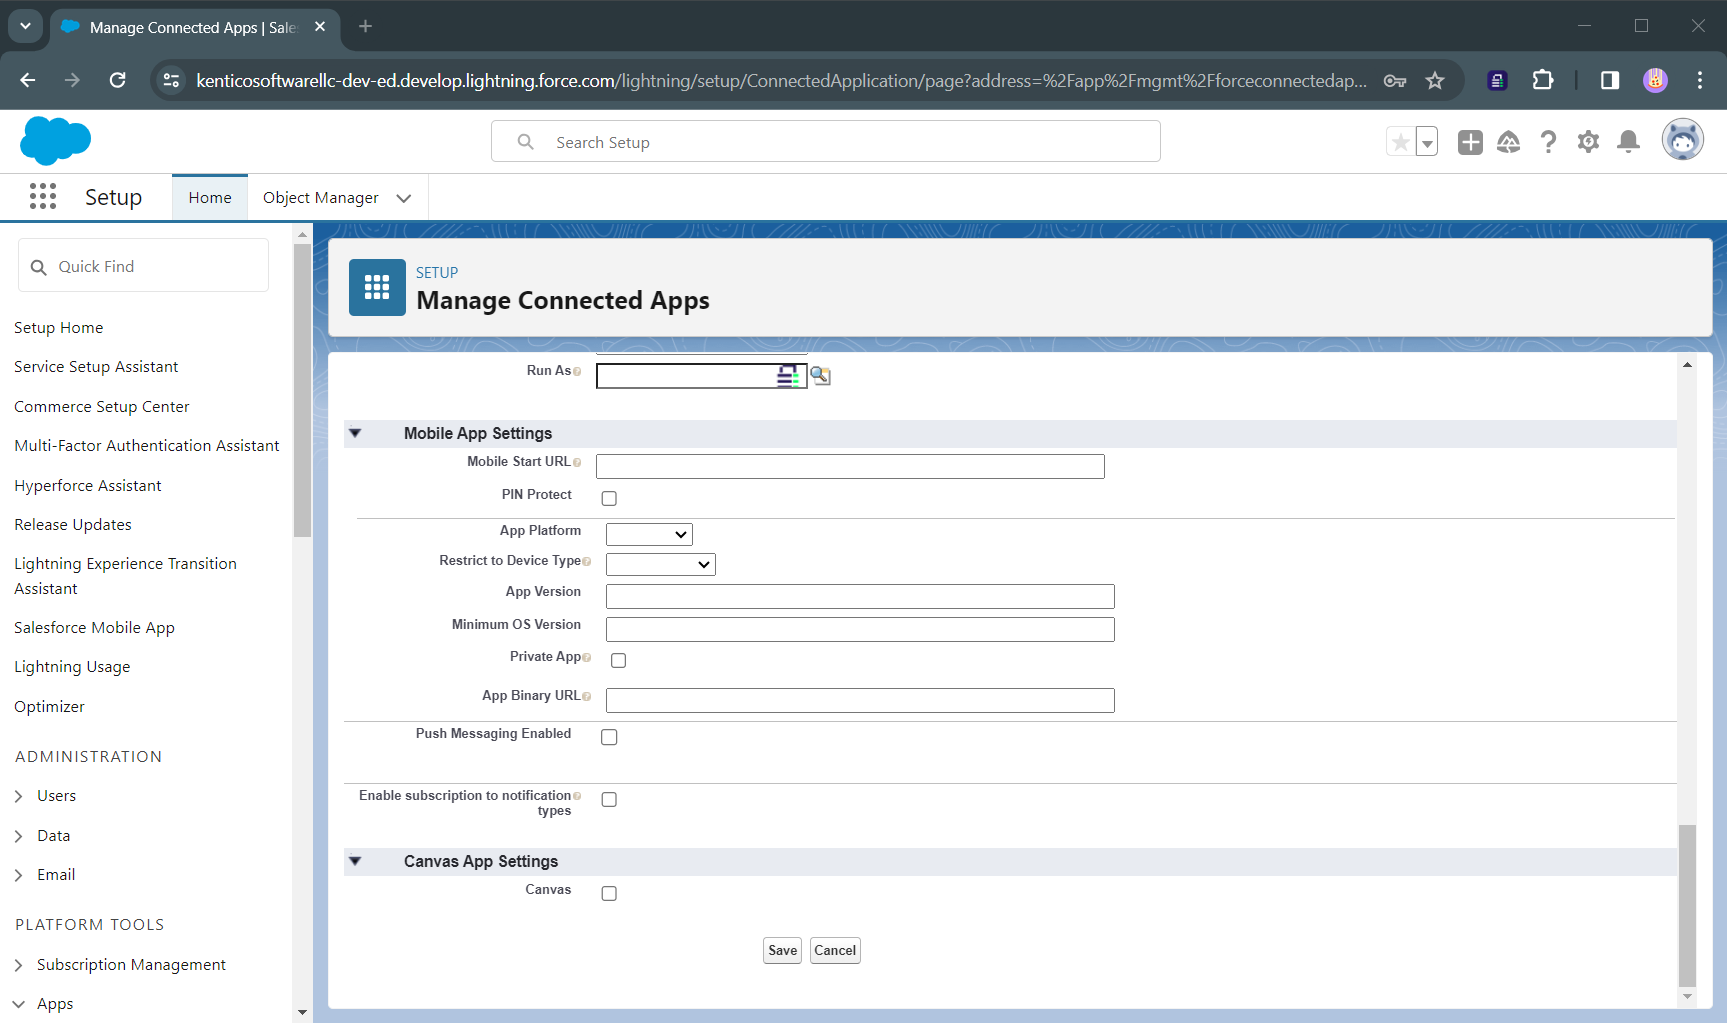 Manage Connected Apps | Sale
kenticosoftwarellc-dev-ed.develop.lightning.force.com/lightning/setup/ConnectedApplication/page?address=%2Fapp%2Fmgmt%2Fforceconnectedap...
Search Setup
Setup
Home
Object Manager
Quick Find
Setup Home
Service Setup Assistant
Commerce Setup Center
Multi-Factor Authentication Assistant
Hyperforce Assistant
Release Updates
Lightning Experience Transition
Assistant
Salesforce Mobile App
Lightning Usage
Optimizer
ADMINISTRATION
Users
Data
Email
PLATFORM TOOLS
Subscription Management
Apps
SETUP
Manage Connected Apps
Run As
Mobile App Settings
Mobile Start URL
PIN Protect
App Platform
Restrict to Device Type
App Version
Minimum OS Version
Private App
App Binary URL
Push Messaging Enabled
Enable subscription to notification
types
Canvas App Settings
Canvas
Save
Cancel